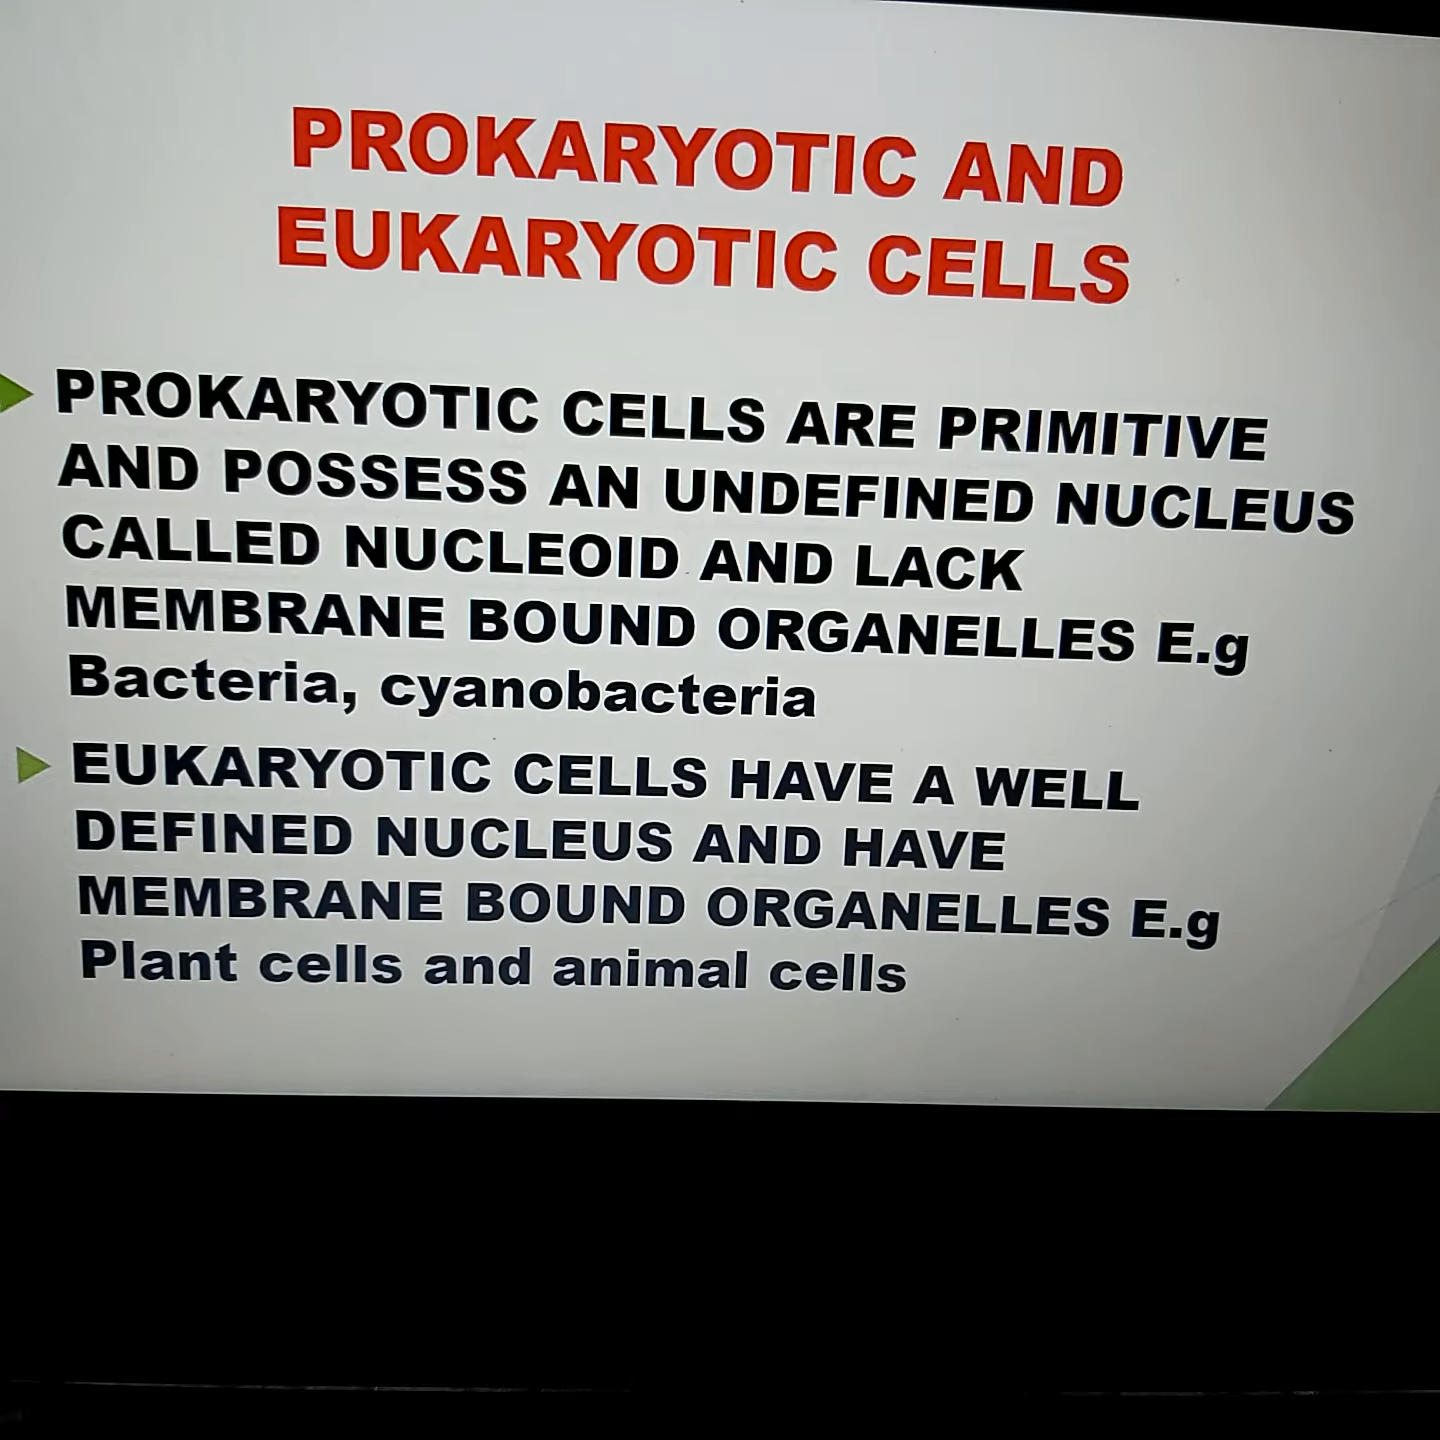 PROKARYOTIC AND
EUKARYOTIC CELLS
PROKARYOTIC CELLS ARE PRIMITIVE
AND POSSESS AN UNDEFINED NUCLEUS
CALLED NUCLEOID AND LACK
MEMBRANE BOUND ORGANELLES E.g
Bacteria, cyanobacteria
EUKARYOTIC CELLS HAVE A WELL
DEFINED NUCLEUS AND HAVE
MEMBRANE BOUND ORGANELLES E.g
Plant cells and animal cells